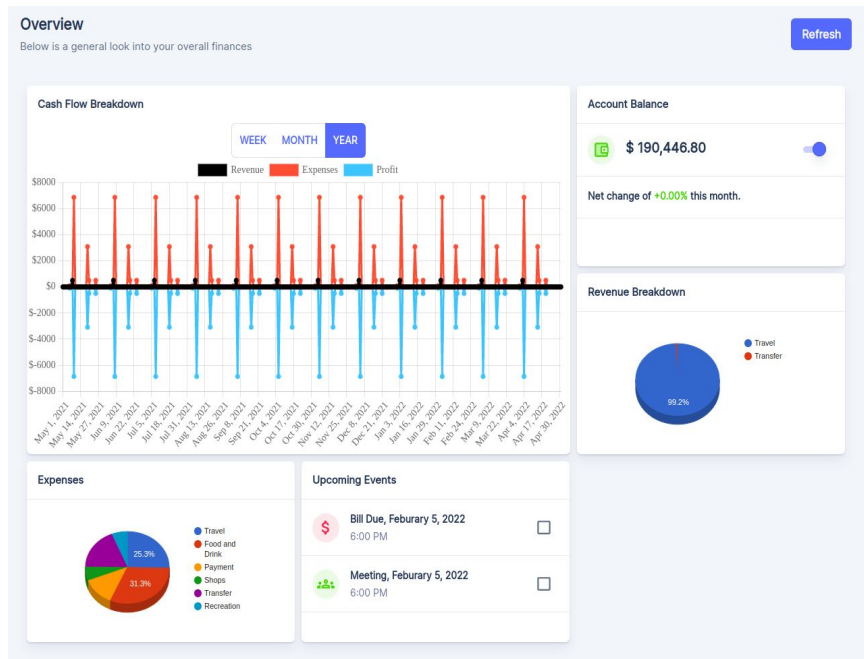 Overview
Below is a general look into your overall finances
Refresh
Cash Flow Breakdown
WEEK MONTH YEAR
Revenue Expenses Profit
$8000
$6000
$4000
$2000
$0
$-2000
$-4000
$-6000
$-8000
May 1, 2021
May 14, 2021
May 27, 2021
Jun 9, 2021
Jun 22, 2021
Jul 5, 2021
Jul 18, 2021
Jul 31, 2021
Aug 13, 2021
Aug 26, 2021
Sep 8, 2021
Sep 21, 2021
Oct 4, 2021
Oct 17, 2021
Oct 30, 2021
Nov 12, 2021
Nov 25, 2021
Dec 8, 2021
Dec 21, 2021
Jan 3, 2022
Jan 16, 2022
Jan 29, 2022
Feb 11, 2022
Feb 24, 2022
Mar 9, 2022
Mar 22, 2022
Apr 4, 2022
Apr 17, 2022
Apr 30, 2022
Account Balance
$ 190,446.80
Net change of +0.00% this month.
Revenue Breakdown
99.2%
Travel
Transfer
Expenses
25.3%
31.3%
Travel
Food and
Drink
Payment
Shops
Transfer
Recreation
Upcoming Events
$
Bill Due, Feburary 5, 2022
6:00 PM
Meeting, Feburary 5, 2022
6:00 PM